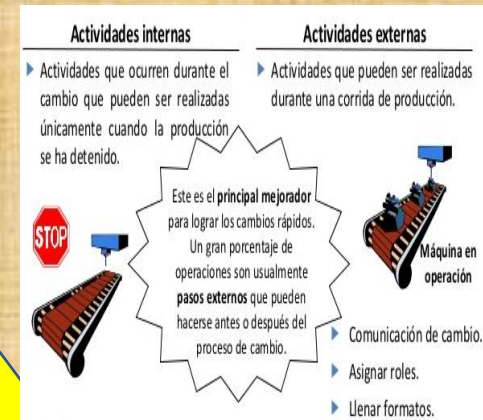 Actividades internas
Actividades que ocurren durante el
cambio que pueden ser realizadas
únicamente cuando la producción
se ha detenido.
STOP
Actividades externas
Actividades que pueden ser realizadas
durante una corrida de producción.
Este es el principal mejorador
para lograr los cambios rápidos.
Un gran porcentaje de
operaciones son usualmente
pasos externos que pueden
hacerse antes o después del
proceso de cambio.
Máquina en
operación
Comunicación de cambio.
Asignar roles.
Llenar formatos.